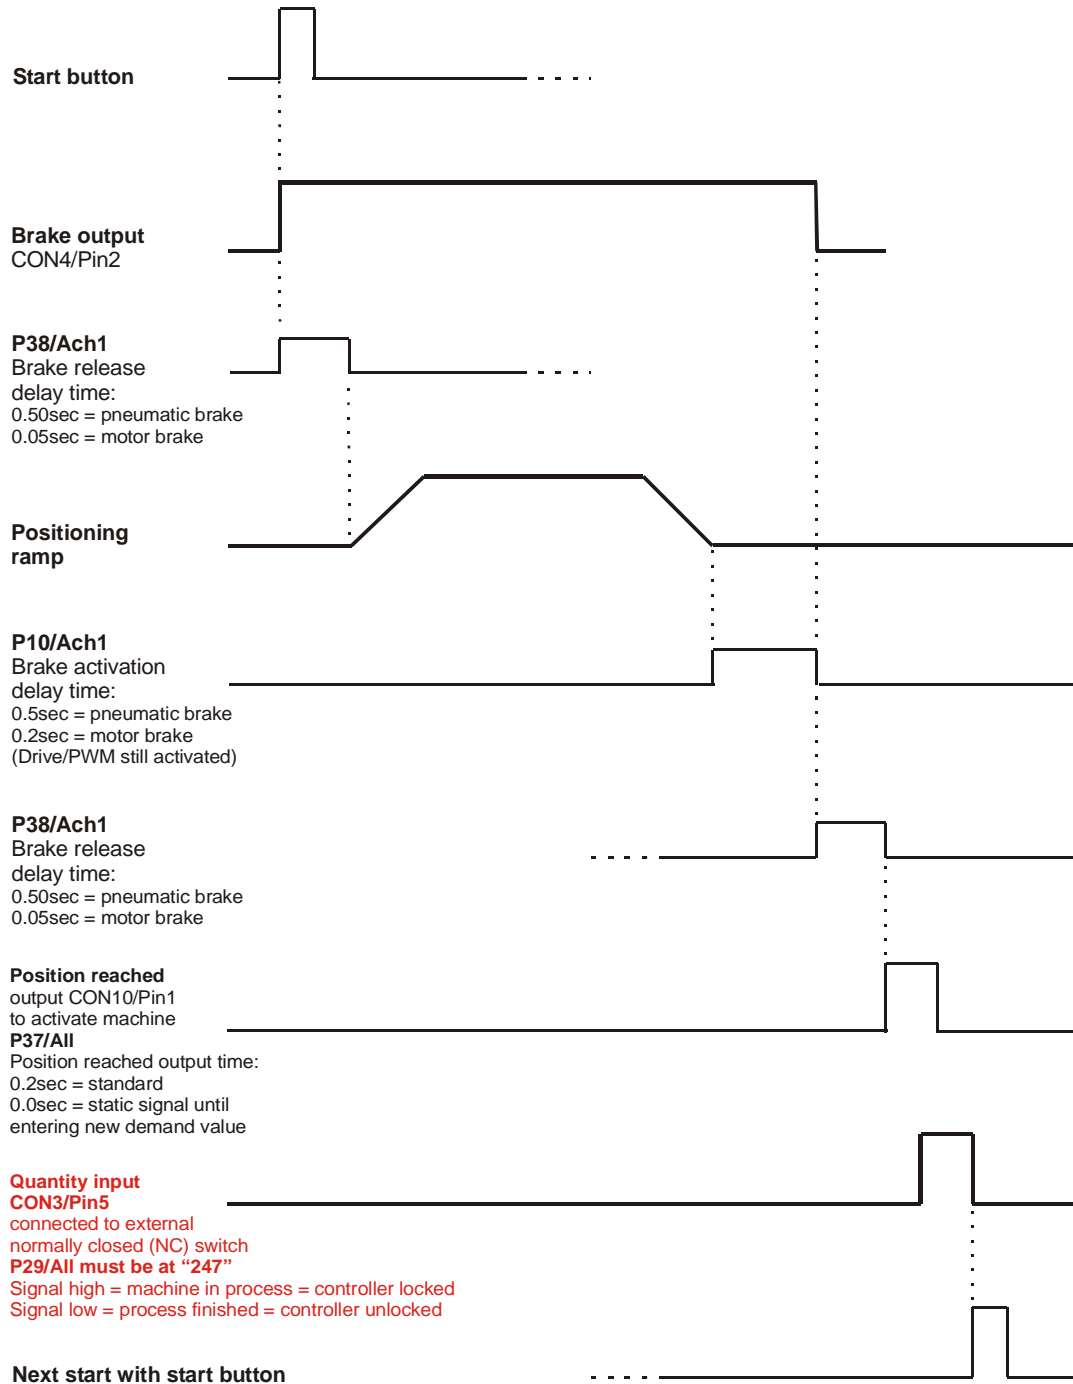 Start button
Brake output
CON4/Pin2
P38/Ach1
Brake release
delay time:
0.50sec = pneumatic brake
0.05sec = motor brake
Positioning
ramp
P10/Ach1
Brake activation
delay time:
0.5sec = pneumatic brake
0.2sec = motor brake
(Drive/PWM still activated)
P38/Ach1
Brake release
delay time:
0.50sec = pneumatic brake
0.05sec = motor brake
Position reached
output CON10/Pin1
to activate machine
P37/All
Position reached output time:
0.2sec = standard
0.0sec = static signal until
entering new demand value
Quantity input
CON3/Pin5
connected to external
normally closed (NC) switch
P29/All must be at “247”
Signal high = machine in process = controller locked
Signal low = process finished = controller unlocked
Next start with start button